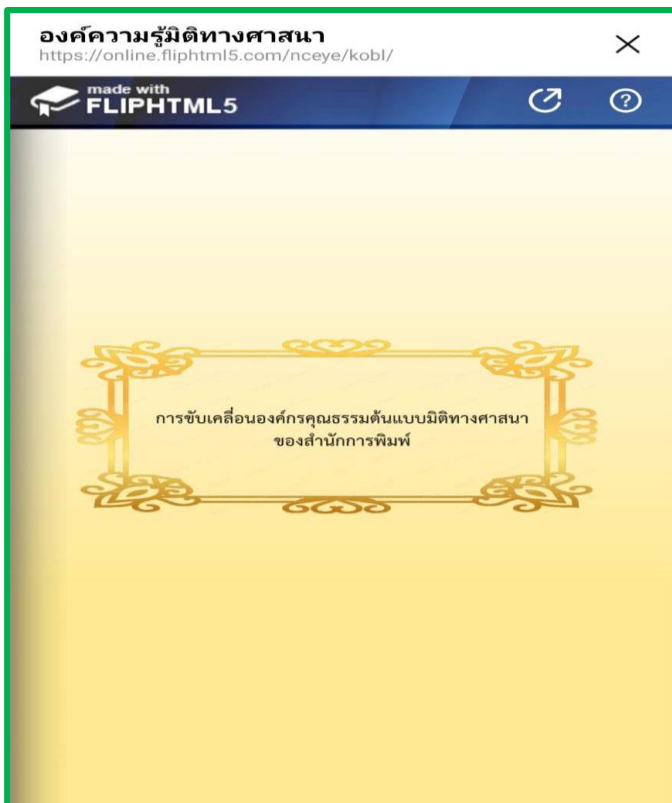 องค์ความรู้มิติทางศาสนา
https://online.fliphtml5.com/nceye/kobl/
made with
FLIPHTML5
การขับเคลื่อนองค์กรคุณธรรมต้นแบบมิติทางศาสนา
ของสำนักการพิมพ์